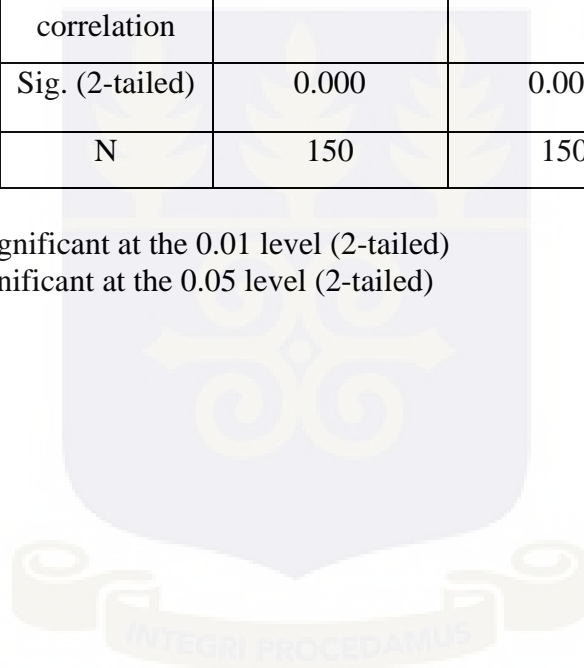 correlation
Sig. (2-tailed) 0.000 0.00
N 150 150
gnificant at the 0.01 level (2-tailed)
nificant at the 0.05 level (2-tailed)
INTEGRI PROCEDAMUS